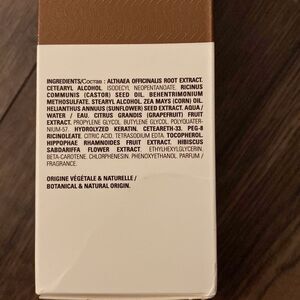 INGREDIENTS/Состав : ALTHAEA OFFICINALIS ROOT EXTRACT.
CETEARYL ALCOHOL, ISODECYL NEOPENTANOATE, RICINUS
COMMUNIS (CASTOR) SEED OIL. BEHENTRIMONIUM
METHOSULFATE. STEARYL ALCOHOL. ZEA MAYS (CORN) OIL.
HELIANTHUS ANNUUS (SUNFLOWER) SEED EXTRACT. AQUA /
WATER / EAU. CITRUS GRANDIS (GRAPEFRUIT) FRUIT
EXTRACT. PROPYLENE GLYCOL. BUTYLENE GLYCOL. POLYQUATER-
NIUM-57. HYDROLYZED KERATIN. CETEARETH-33. PEG-8
RICINOLEATE. CITRIC ACID. TETRASODIUM EDTA. TOCOPHEROL.
HIPPOPHAE RHAMNOIDES FRUIT EXTRACT. HIBISCUS
SABDARIFFA FLOWER EXTRACT. ETHYLHEXYLGLYCERIN.
BETA-CAROTENE. CHLORPHENESIN. PHENOXYETHANOL. PARFUM /
FRAGRANCE.
ORIGINE VÉGÉTALE & NATURELLE /
BOTANICAL & NATURAL ORIGIN.